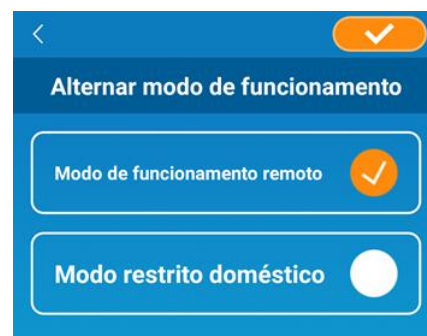 Alternar modo de funcionamento
Modo de funcionamento remoto
Modo restrito doméstico